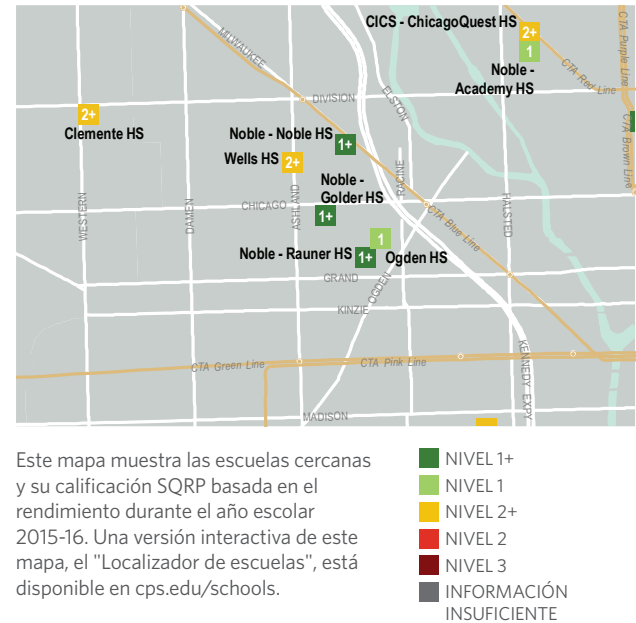 CICS - ChicagoQuest HS
2+
1
Noble -
Academy HS
MILWAUKEE
CTA Red Line
CTA Purple Line
CTA Brown Line
DIVISION
ELSTON
2+
Clemente HS
Noble - Noble HS
1+
Wells HS
2+
Noble -
Golder HS
1+
RACINE
WESTERN
DAMEN
ASHLAND
CHICAGO
HALSTED
CTA Blue Line
1
Noble - Rauner HS
1+
Ogden HS
GRAND
OGDEN
KINZIE
KENNEDY EXPY
CTA Green Line
CTA Pink Line
MADISON
Este mapa muestra las escuelas cercanas
y su calificación SQRP basada en el
rendimiento durante el año escolar
2015-16. Una versión interactiva de este
mapa, el "Localizador de escuelas", está
disponible en cps.edu/schools.
NIVEL 1+
NIVEL 1
NIVEL 2+
NIVEL 2
NIVEL 3
INFORMACIÓN
INSUFICIENTE